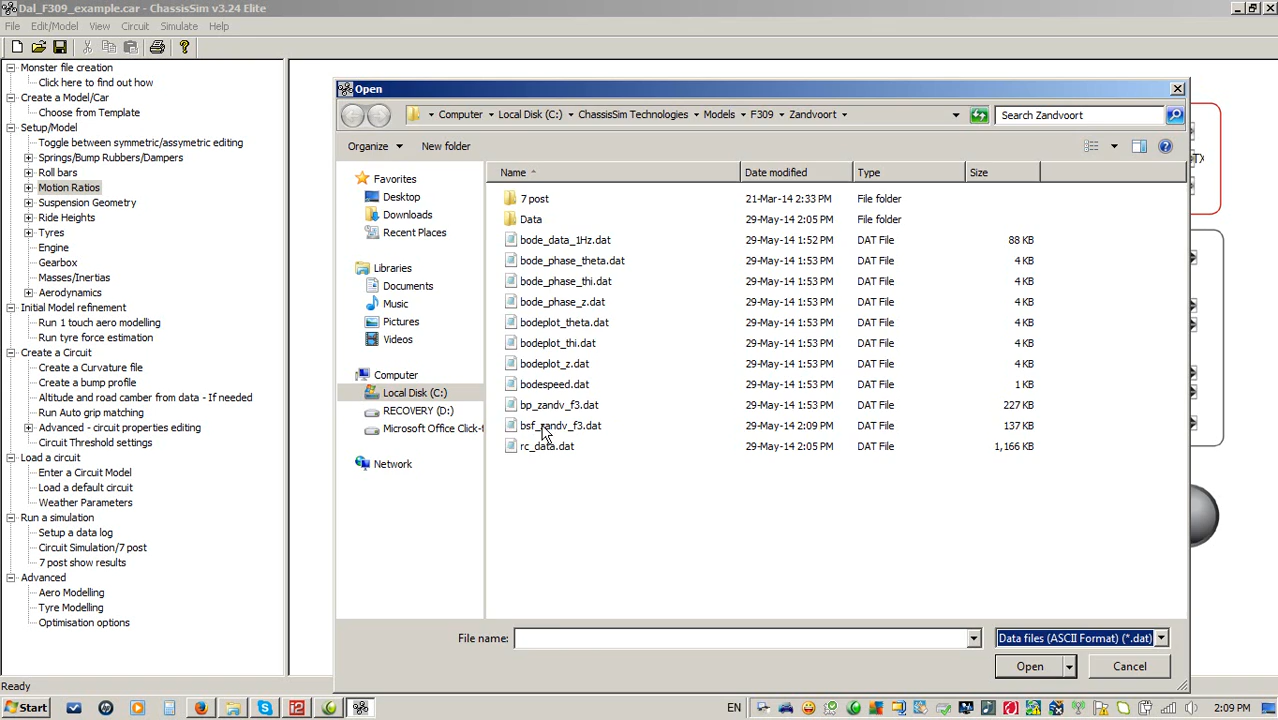 Dal_F309_example.car - ChassisSim v3.24 Elite
File Edit/Model View Circuit Simulate Help
Monster file creation
Click here to find out how
Create a Model/Car
Choose from Template
Setup/Model
Toggle between symmetric/assymetric editing
Springs/Bump Rubbers/Dampers
Roll bars
Motion Ratios
Suspension Geometry
Ride Heights
Tyres
Engine
Gearbox
Masses/Inertias
Aerodynamics
Initial Model refinement
Run 1 touch aero modelling
Run tyre force estimation
Create a Circuit
Create a Curvature file
Create a bump profile
Altitude and road camber from data - If needed
Run Auto grip matching
Advanced - circuit properties editing
Circuit Threshold settings
Load a circuit
Enter a Circuit Model
Load a default circuit
Weather Parameters
Run a simulation
Setup a data log
Circuit Simulation/7 post
7 post show results
Advanced
Aero Modelling
Tyre Modelling
Optimisation options
Open
Computer Local Disk (C:) ChassisSim Technologies Models F309 Zandvoort
Search Zandvoort
Organize New folder
Favorites
Desktop
Downloads
Recent Places
Libraries
Documents
Music
Pictures
Videos
Computer
Local Disk (C:)
RECOVERY (D:)
Microsoft Office Click-t
Network
Name Date modified Type Size
7 post 21-Mar-14 2:33 PM File folder
Data 29-May-14 2:05 PM File folder
bode_data_1Hz.dat 29-May-14 1:52 PM DAT File 88 KB
bode_phase_theta.dat 29-May-14 1:53 PM DAT File 4 KB
bode_phase_thi.dat 29-May-14 1:53 PM DAT File 4 KB
bode_phase_z.dat 29-May-14 1:53 PM DAT File 4 KB
bodeplot_theta.dat 29-May-14 1:53 PM DAT File 4 KB
bodeplot_thi.dat 29-May-14 1:53 PM DAT File 4 KB
bodeplot_z.dat 29-May-14 1:53 PM DAT File 4 KB
bodespeed.dat 29-May-14 1:53 PM DAT File 1 KB
bp_zandv_f3.dat 29-May-14 1:53 PM DAT File 227 KB
bsf_zandv_f3.dat 29-May-14 2:09 PM DAT File 137 KB
rc_data.dat 29-May-14 2:05 PM DAT File 1,166 KB
File name:
Data files (ASCII Format) (*.dat)
Open Cancel
Ready
Start
EN
2:09 PM